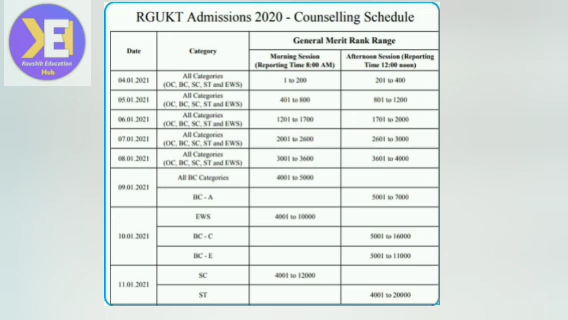 Koushik Education
Hub
RGUKT Admissions 2020 - Counselling Schedule
Date Category General Merit Rank Range
Morning Session (Reporting Time 8:00 AM) Afternoon Session (Reporting Time 12:00 noon)
04.01.2021 All Categories (OC, BC, SC, ST and EWS) 1 to 200 201 to 400
05.01.2021 All Categories (OC, BC, SC, ST and EWS) 401 to 800 801 to 1200
06.01.2021 All Categories (OC, BC, SC, ST and EWS) 1201 to 1700 1701 to 2000
07.01.2021 All Categories (OC, BC, SC, ST and EWS) 2001 to 2600 2601 to 3000
08.01.2021 All Categories (OC, BC, SC, ST and EWS) 3001 to 3600 3601 to 4000
09.01.2021 All BC Categories 4001 to 5000
BC - A 5001 to 7000
10.01.2021 EWS 4001 to 10000
BC - C 5001 to 16000
BC - E 5001 to 11000
11.01.2021 SC 4001 to 12000
ST 4001 to 20000